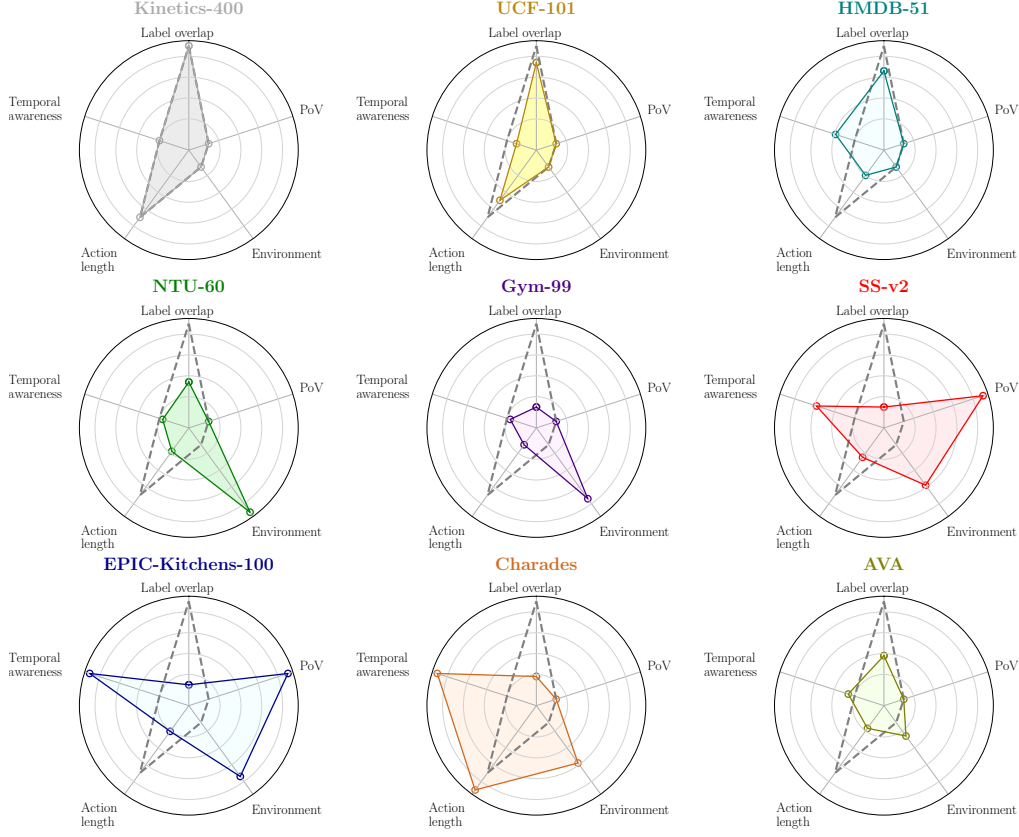 Kinetics-400
Label overlap
PoV
Temporal
awareness
Action
length
Environment
UCF-101
Label overlap
PoV
Temporal
awareness
Action
length
Environment
HMDB-51
Label overlap
PoV
Temporal
awareness
Action
length
Environment
NTU-60
Label overlap
PoV
Temporal
awareness
Action
length
Environment
Gym-99
Label overlap
PoV
Temporal
awareness
Action
length
Environment
SS-v2
Label overlap
PoV
Temporal
awareness
Action
length
Environment
EPIC-Kitchens-100
Label overlap
PoV
Temporal
awareness
Action
length
Environment
Charades
Label overlap
PoV
Temporal
awareness
Action
length
Environment
AVA
Label overlap
PoV
Temporal
awareness
Action
length
Environment